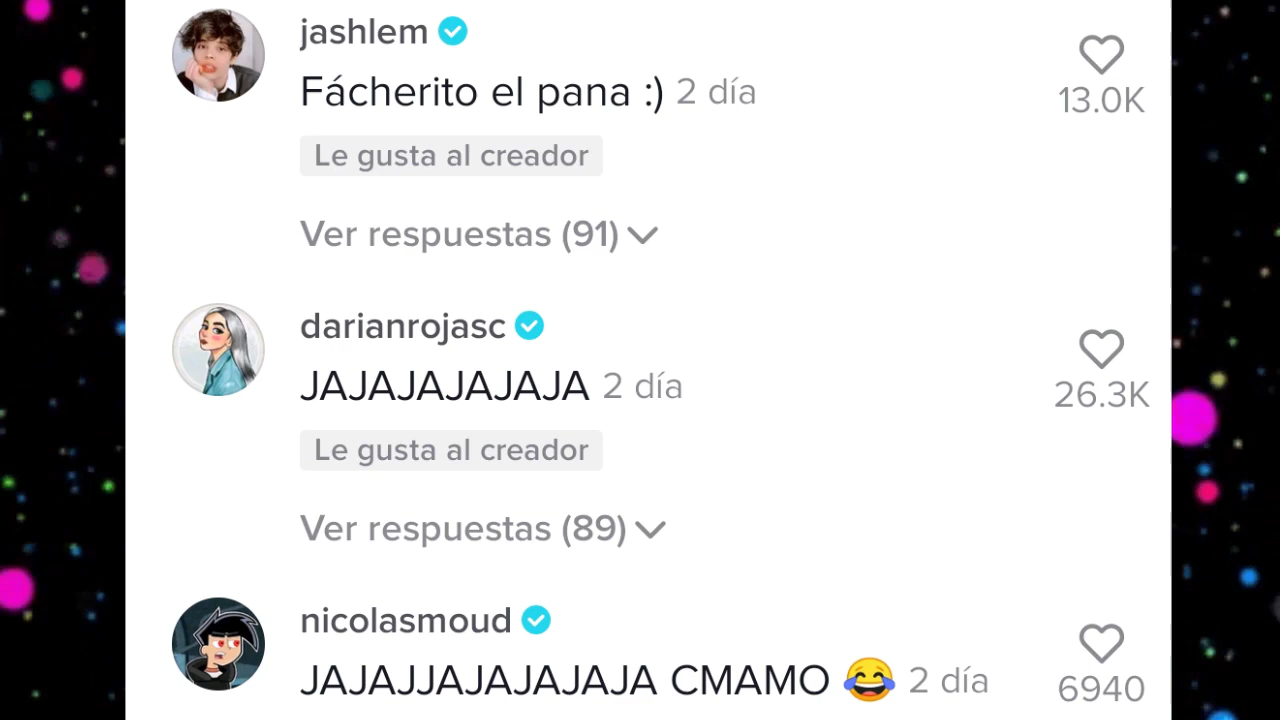 jashlem
Fácherito el pana :) 2 día
13.0K
Le gusta al creador
Ver respuestas (91)
darianrojasc
JAJAJAJAJAJA 2 día
26.3K
Le gusta al creador
Ver respuestas (89)
nicolasmoud
JAJAJJAJAJAJAJA CMAMO 😂 2 día
6940